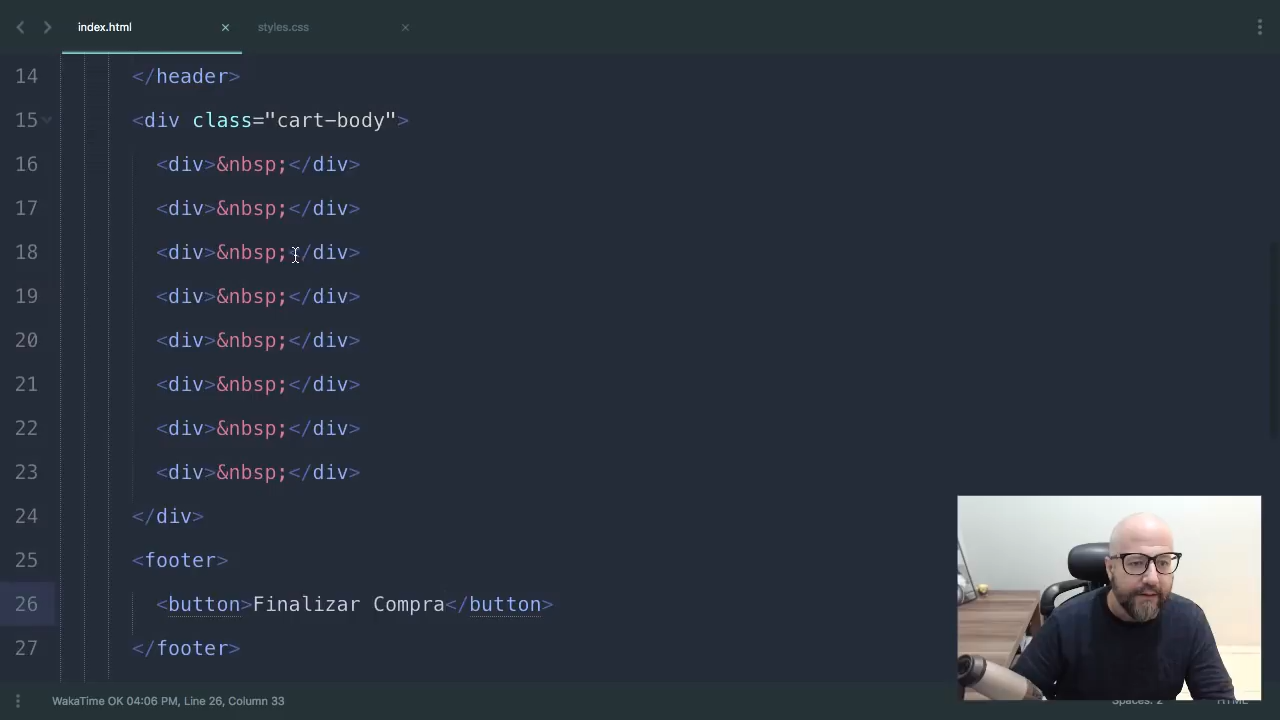 index.html × styles.css ×
14 </header>
15 <div class="cart-body">
16 <div>&nbsp;</div>
17 <div>&nbsp;</div>
18 <div>&nbsp;</div>
19 <div>&nbsp;</div>
20 <div>&nbsp;</div>
21 <div>&nbsp;</div>
22 <div>&nbsp;</div>
23 <div>&nbsp;</div>
24 </div>
25 <footer>
26 <button>Finalizar Compra</button>
27 </footer>
WakaTime OK 04:06 PM, Line 26, Column 33 Spaces: 2 HTML